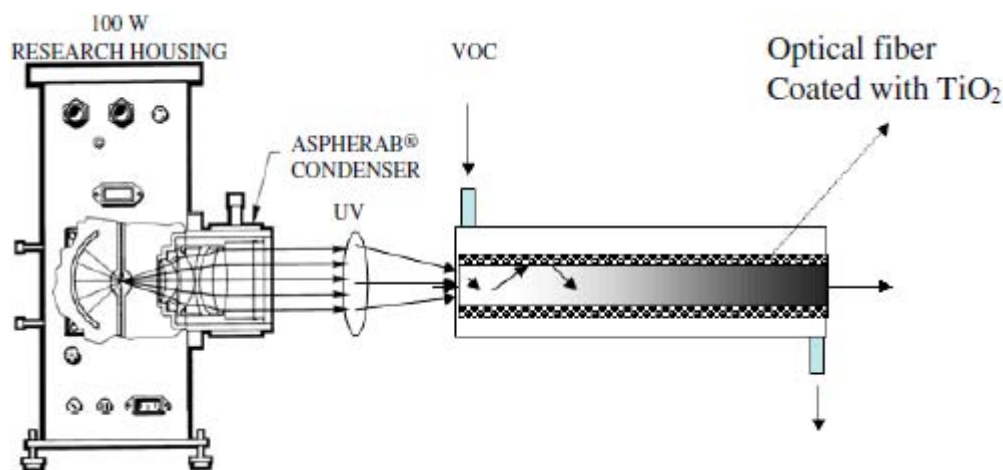 100 W
RESEARCH HOUSING
ASPHERAB®
CONDENSER
UV
VOC
Optical fiber
Coated with TiO₂